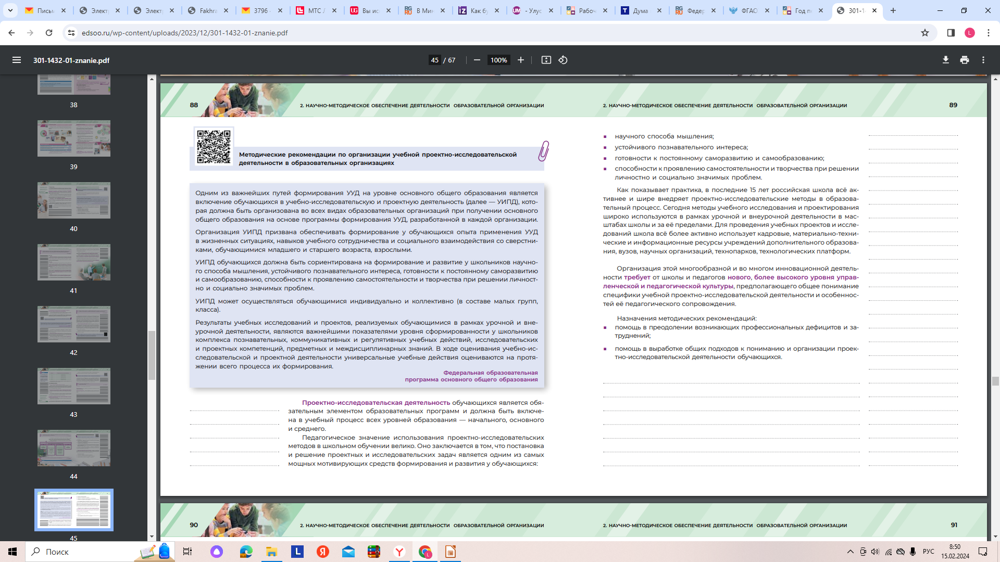 Письм
Электр
Электр
Fakhra
3796 -
МТС Л
Вы ис
В Мин
Как бу
- Улус
Рабоч
Дума
Федер
ФГАО
Год п
301-1
edsoo.ru/wp-content/uploads/2023/12/301-1432-01-znanie.pdf
L
301-1432-01-znanie.pdf
45 / 67
100%
38
39
40
41
42
43
44
45
88
2. НАУЧНО-МЕТОДИЧЕСКОЕ ОБЕСПЕЧЕНИЕ ДЕЯТЕЛЬНОСТИ ОБРАЗОВАТЕЛЬНОЙ ОРГАНИЗАЦИИ
Методические рекомендации по организации учебной проектно-исследовательской
деятельности в образовательных организациях
Одним из важнейших путей формирования УУД на уровне основного общего образования является
включение обучающихся в учебно-исследовательскую и проектную деятельность (далее — УИПД), кото-
рая должна быть организована во всех видах образовательных организаций при получении основного
общего образования на основе программы формирования УУД, разработанной в каждой организации.
Организация УИПД призвана обеспечивать формирование у обучающихся опыта применения УУД
в жизненных ситуациях, навыков учебного сотрудничества и социального взаимодействия со сверстни-
ками, обучающимися младшего и старшего возраста, взрослыми.
УИПД обучающихся должна быть сориентирована на формирование и развитие у школьников научно-
го способа мышления, устойчивого познавательного интереса, готовности к постоянному саморазвитию
и самообразованию, способности к проявлению самостоятельности и творчества при решении личност-
но и социально значимых проблем.
УИПД может осуществляться обучающимися индивидуально и коллективно (в составе малых групп,
класса).
Результаты учебных исследований и проектов, реализуемых обучающимися в рамках урочной и вне-
урочной деятельности, являются важнейшими показателями уровня сформированности у школьников
комплекса познавательных, коммуникативных и регулятивных учебных действий, исследовательских
и проектных компетенций, предметных и междисциплинарных знаний. В ходе оценивания учебно-ис-
следовательской и проектной деятельности универсальные учебные действия оцениваются на протя-
жении всего процесса их формирования.
Федеральная образовательная
программа основного общего образования
Проектно-исследовательская деятельность обучающихся является обя-
зательным элементом образовательных программ и должна быть включе-
на в учебный процесс всех уровней образования — начального, основного
и среднего.
Педагогическое значение использования проектно-исследовательских
методов в школьном обучении велико. Оно заключается в том, что постановка
и решение проектных и исследовательских задач является одним из самых
мощных мотивирующих средств формирования и развития у обучающихся:
2. НАУЧНО-МЕТОДИЧЕСКОЕ ОБЕСПЕЧЕНИЕ ДЕЯТЕЛЬНОСТИ ОБРАЗОВАТЕЛЬНОЙ ОРГАНИЗАЦИИ
89
▪ научного способа мышления;
▪ устойчивого познавательного интереса;
▪ готовности к постоянному саморазвитию и самообразованию;
▪ способности к проявлению самостоятельности и творчества при решении
личностно и социально значимых проблем.
Как показывает практика, в последние 15 лет российская школа всё ак-
тивнее и шире внедряет проектно-исследовательские методы в образова-
тельный процесс. Сегодня методы учебного исследования и проектирования
широко используются в рамках урочной и внеурочной деятельности в мас-
штабах школы и за её пределами. Для проведения учебных проектов и иссле-
дований школа всё более активно использует кадровые, материально-техни-
ческие и информационные ресурсы учреждений дополнительного образова-
ния, вузов, научных организаций, технопарков, технологических платформ.
Организация этой многообразной и во многом инновационной деятель-
ности требует от школы и педагогов нового, более высокого уровня управ-
ленческой и педагогической культуры, предполагающего общее понимание
специфики учебной проектно-исследовательской деятельности и особеннос-
тей её педагогического сопровождения.
Назначения методических рекомендаций:
▪ помощь в преодолении возникающих профессиональных дефицитов и за-
труднений;
▪ помощь в выработке общих подходов к пониманию и организации проек-
тно-исследовательской деятельности обучающихся.
90
2. НАУЧНО-МЕТОДИЧЕСКОЕ ОБЕСПЕЧЕНИЕ ДЕЯТЕЛЬНОСТИ ОБРАЗОВАТЕЛЬНОЙ ОРГАНИЗАЦИИ
2. НАУЧНО-МЕТОДИЧЕСКОЕ ОБЕСПЕЧЕНИЕ ДЕЯТЕЛЬНОСТИ ОБРАЗОВАТЕЛЬНОЙ ОРГАНИЗАЦИИ
91
Поиск
РУС
8:50
15.02.2024